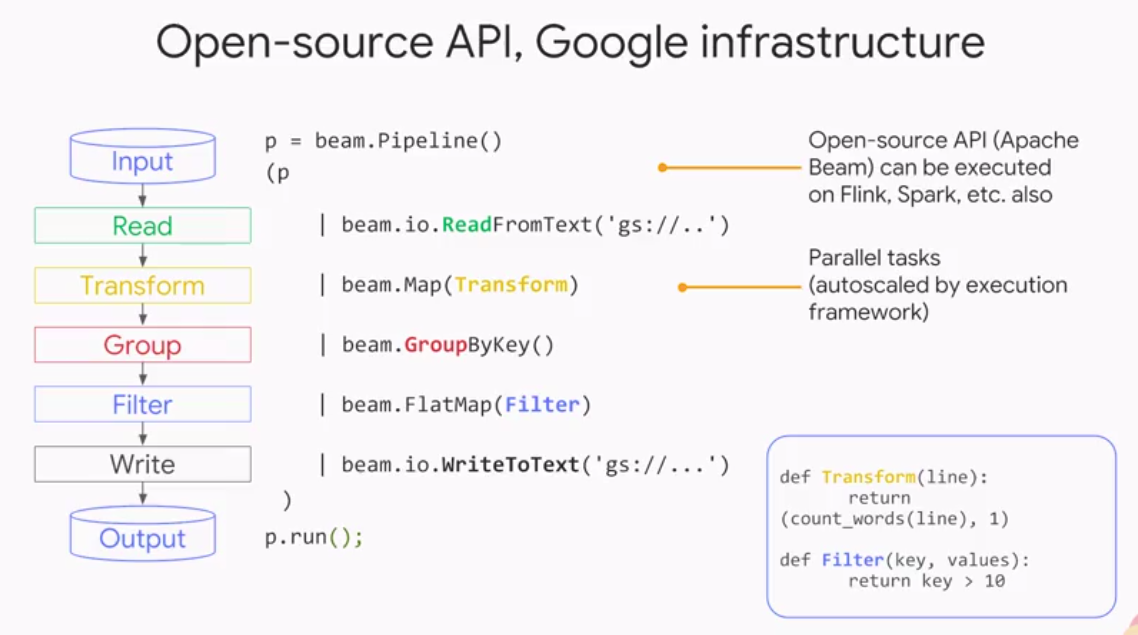 Open-source API, Google infrastructure
Input
Read
Transform
Group
Filter
Write
Output
p = beam.Pipeline()
(p
| beam.io.ReadFromText('gs://..')
| beam.Map(Transform)
| beam.GroupByKey()
| beam.FlatMap(Filter)
| beam.io.WriteToText('gs://...')
)
p.run();
Open-source API (Apache
Beam) can be executed
on Flink, Spark, etc. also
Parallel tasks
(autoscaled by execution
framework)
def Transform(line):
return
(count_words(line), 1)
def Filter(key, values):
return key > 10